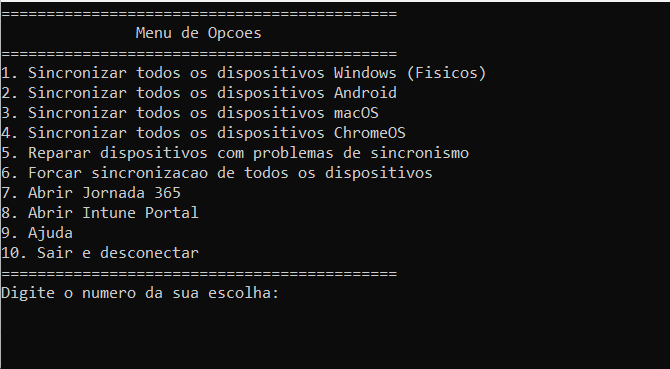 ============================================
Menu de Opcoes
============================================
1. Sincronizar todos os dispositivos Windows (Fisicos)
2. Sincronizar todos os dispositivos Android
3. Sincronizar todos os dispositivos macOS
4. Sincronizar todos os dispositivos ChromeOS
5. Reparar dispositivos com problemas de sincronismo
6. Forcar sincronizacao de todos os dispositivos
7. Abrir Jornada 365
8. Abrir Intune Portal
9. Ajuda
10. Sair e desconectar
============================================
Digite o numero da sua escolha: